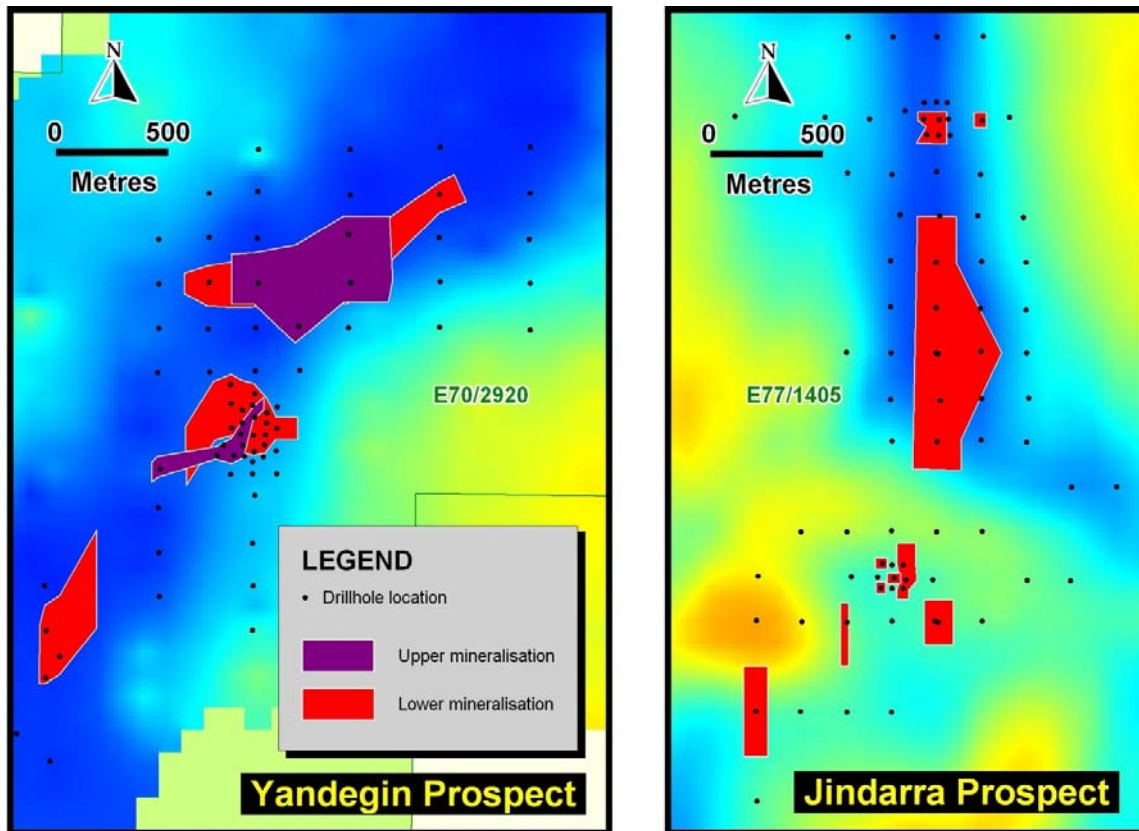 N
0 500
Metres
E70/2920
LEGEND
Drillhole location
Upper mineralisation
Lower mineralisation
Yandegin Prospect
N
0 500
Metres
E77/1405
Jindarra Prospect